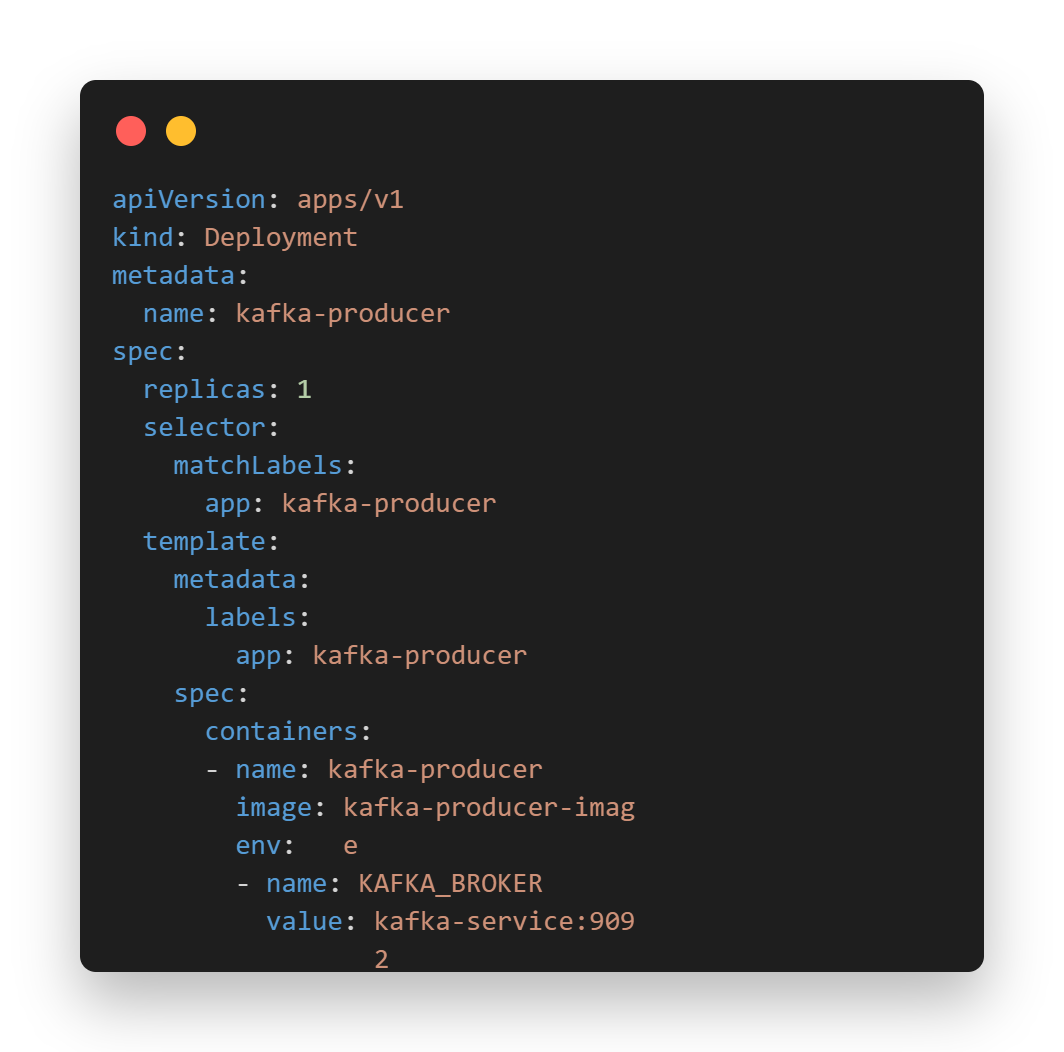 apiVersion: apps/v1
kind: Deployment
metadata:
  name: kafka-producer
spec:
  replicas: 1
  selector:
    matchLabels:
      app: kafka-producer
  template:
    metadata:
      labels:
        app: kafka-producer
    spec:
      containers:
      - name: kafka-producer
        image: kafka-producer-imag
        env:   e
        - name: KAFKA_BROKER
          value: kafka-service:909
                 2